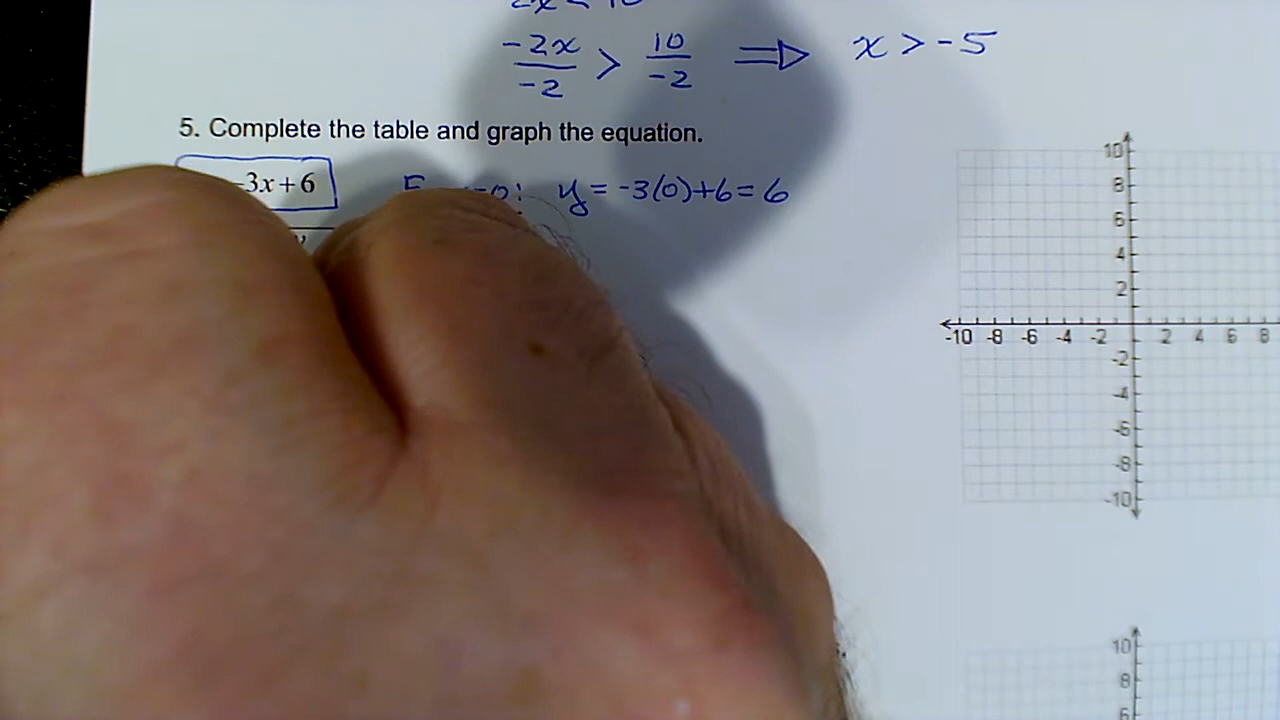 -2x/-2 > 10/-2 ⇒ x > -5
5. Complete the table and graph the equation.
-3x+6
y = -3(0)+6 = 6
10
8
6
4
2
-10 -8 -6 -4 -2 2 4 6 8
-2
-4
-6
-8
-10
10
8
6